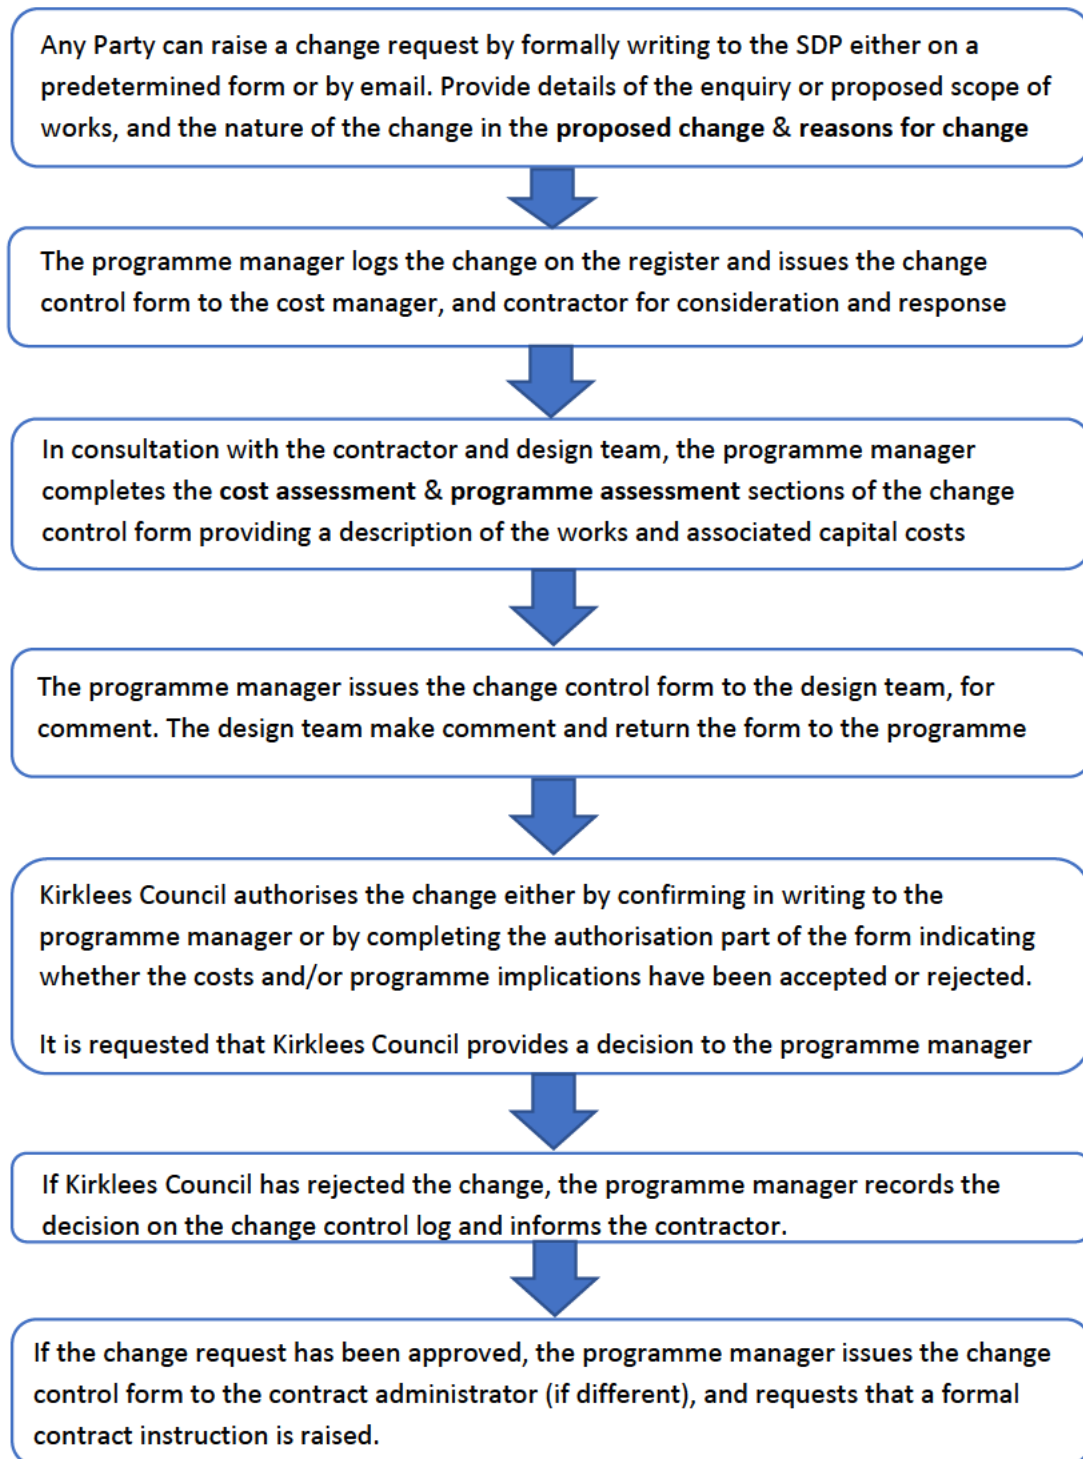 Any Party can raise a change request by formally writing to the SDP either on a
predetermined form or by email. Provide details of the enquiry or proposed scope of
works, and the nature of the change in the proposed change & reasons for change
The programme manager logs the change on the register and issues the change
control form to the cost manager, and contractor for consideration and response
In consultation with the contractor and design team, the programme manager
completes the cost assessment & programme assessment sections of the change
control form providing a description of the works and associated capital costs
The programme manager issues the change control form to the design team, for
comment. The design team make comment and return the form to the programme
Kirklees Council authorises the change either by confirming in writing to the
programme manager or by completing the authorisation part of the form indicating
whether the costs and/or programme implications have been accepted or rejected.
It is requested that Kirklees Council provides a decision to the programme manager
If Kirklees Council has rejected the change, the programme manager records the
decision on the change control log and informs the contractor.
If the change request has been approved, the programme manager issues the change
control form to the contract administrator (if different), and requests that a formal
contract instruction is raised.